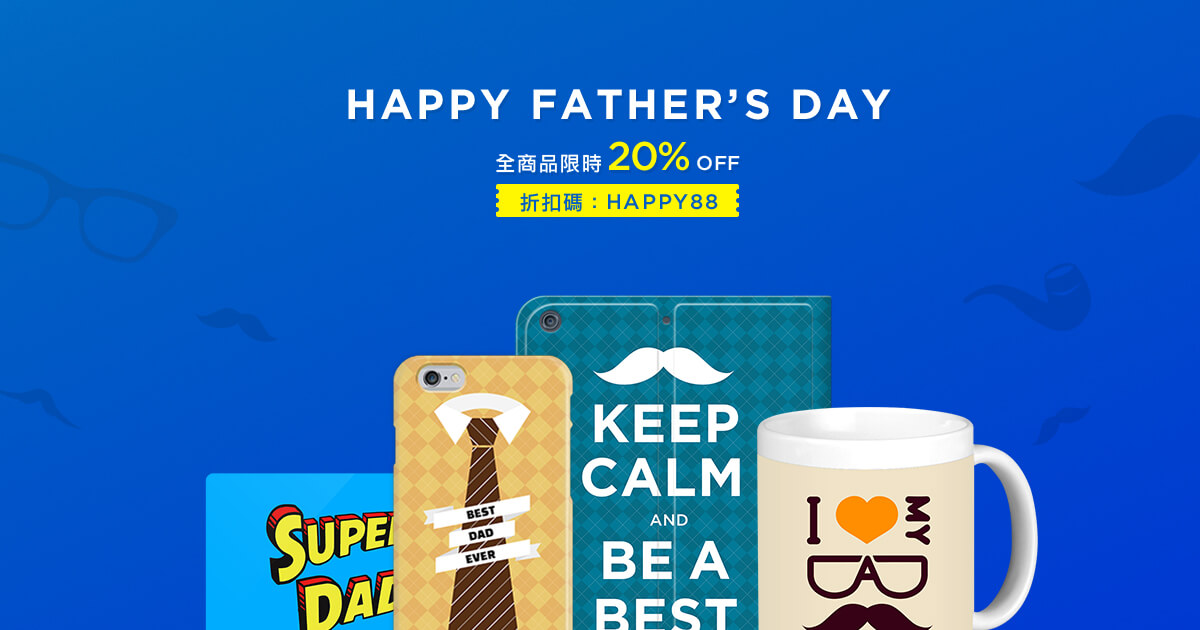 HAPPY FATHER'S DAY
全商品限時 20% OFF
折扣碼：HAPPY88
SUPER
DAD
BEST
DAD
EVER
KEEP
CALM
AND
BE A
BEST
I MY
DAD